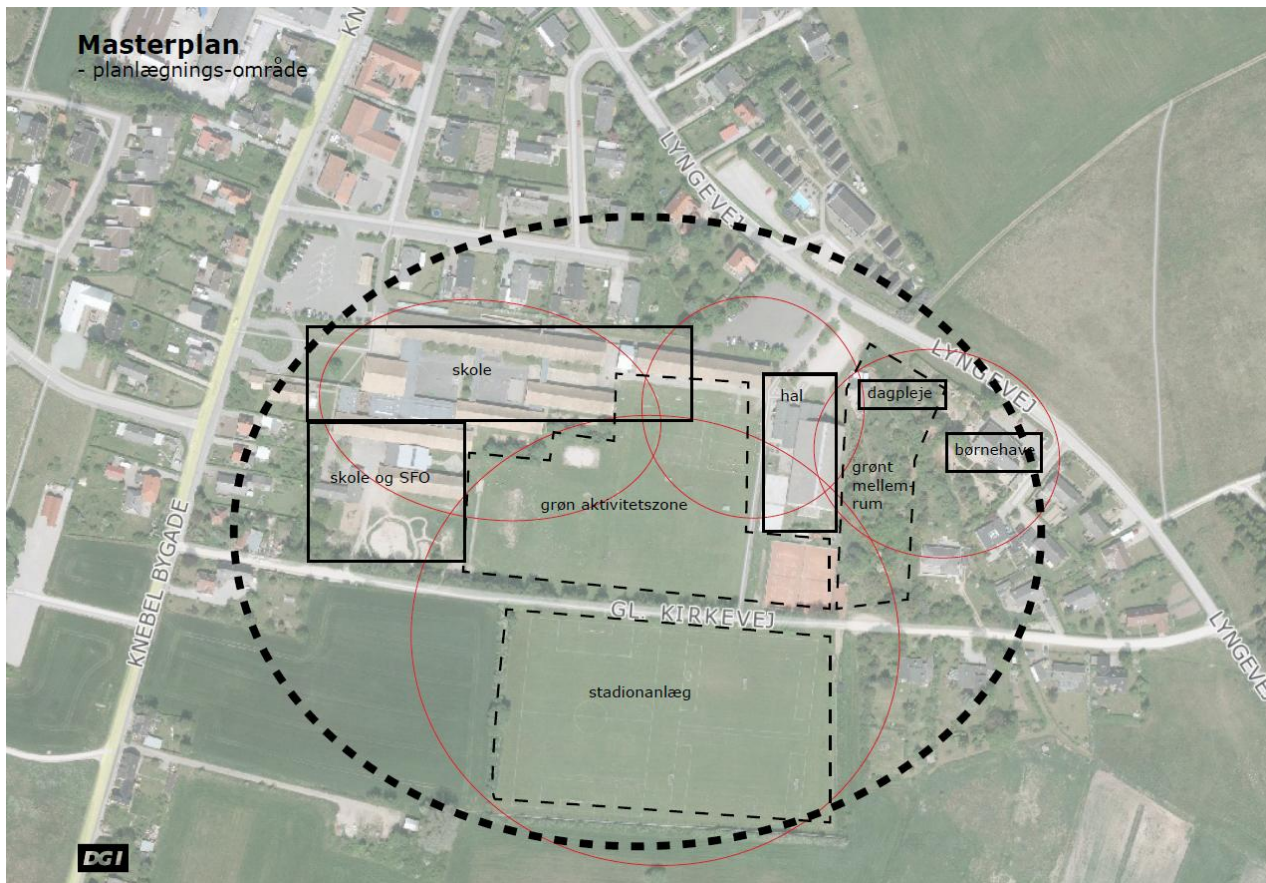 Masterplan
- planlægnings-område
KN
LYNGEVEJ
LYNGEVEJ
skole
hal
dagpleje
børnehave
skole og SFO
grøn aktivitetszone
grønt
mellem-
rum
KNEBEL BYGADE
GL. KIRKEVEJ
LYNGEVEJ
stadionanlæg
DGI